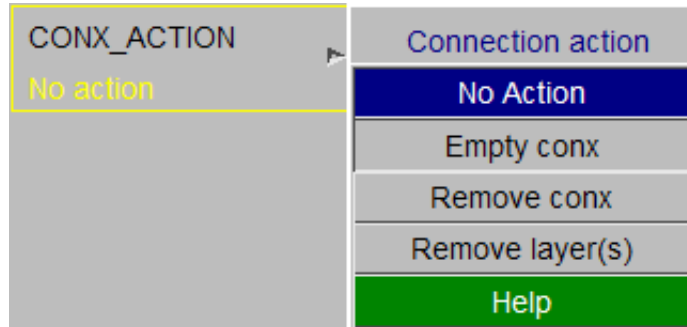 CONX_ACTION
No action
Connection action
No Action
Empty conx
Remove conx
Remove layer(s)
Help